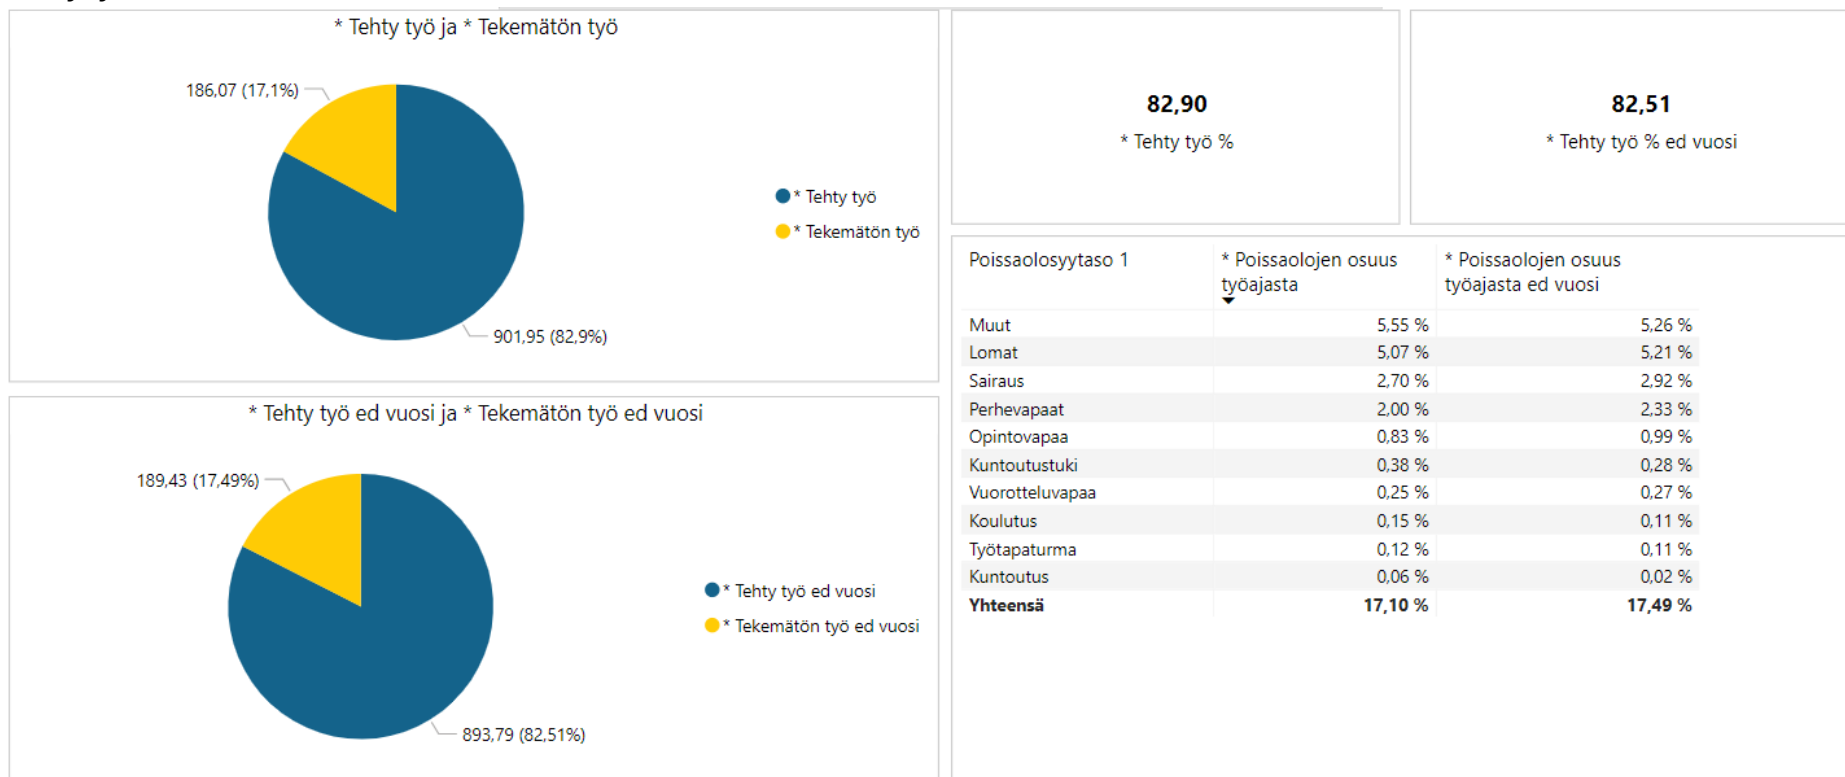 * Tehty työ ja * Tekemätön työ
186,07 (17,1%)
901,95 (82,9%)
* Tehty työ
* Tekemätön työ
* Tehty työ ed vuosi ja * Tekemätön työ ed vuosi
189,43 (17,49%)
893,79 (82,51%)
* Tehty työ ed vuosi
* Tekemätön työ ed vuosi
82,90
* Tehty työ %
82,51
* Tehty työ % ed vuosi
Poissaolosyytaso 1 * Poissaolojen osuus * Poissaolojen osuus
työajasta työajasta ed vuosi
Muut 5,55 % 5,26 %
Lomat 5,07 % 5,21 %
Sairaus 2,70 % 2,92 %
Perhevapaat 2,00 % 2,33 %
Opintovapaa 0,83 % 0,99 %
Kuntoutustuki 0,38 % 0,28 %
Vuorotteluvapaa 0,25 % 0,27 %
Koulutus 0,15 % 0,11 %
Työtapaturma 0,12 % 0,11 %
Kuntoutus 0,06 % 0,02 %
Yhteensä 17,10 % 17,49 %